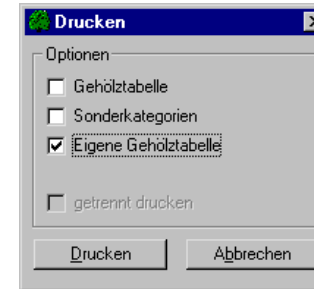 Drucken
Optionen
Gehölztabelle
Sonderkategorien
Eigene Gehölztabelle
getrennt drucken
Drucken
Abbrechen